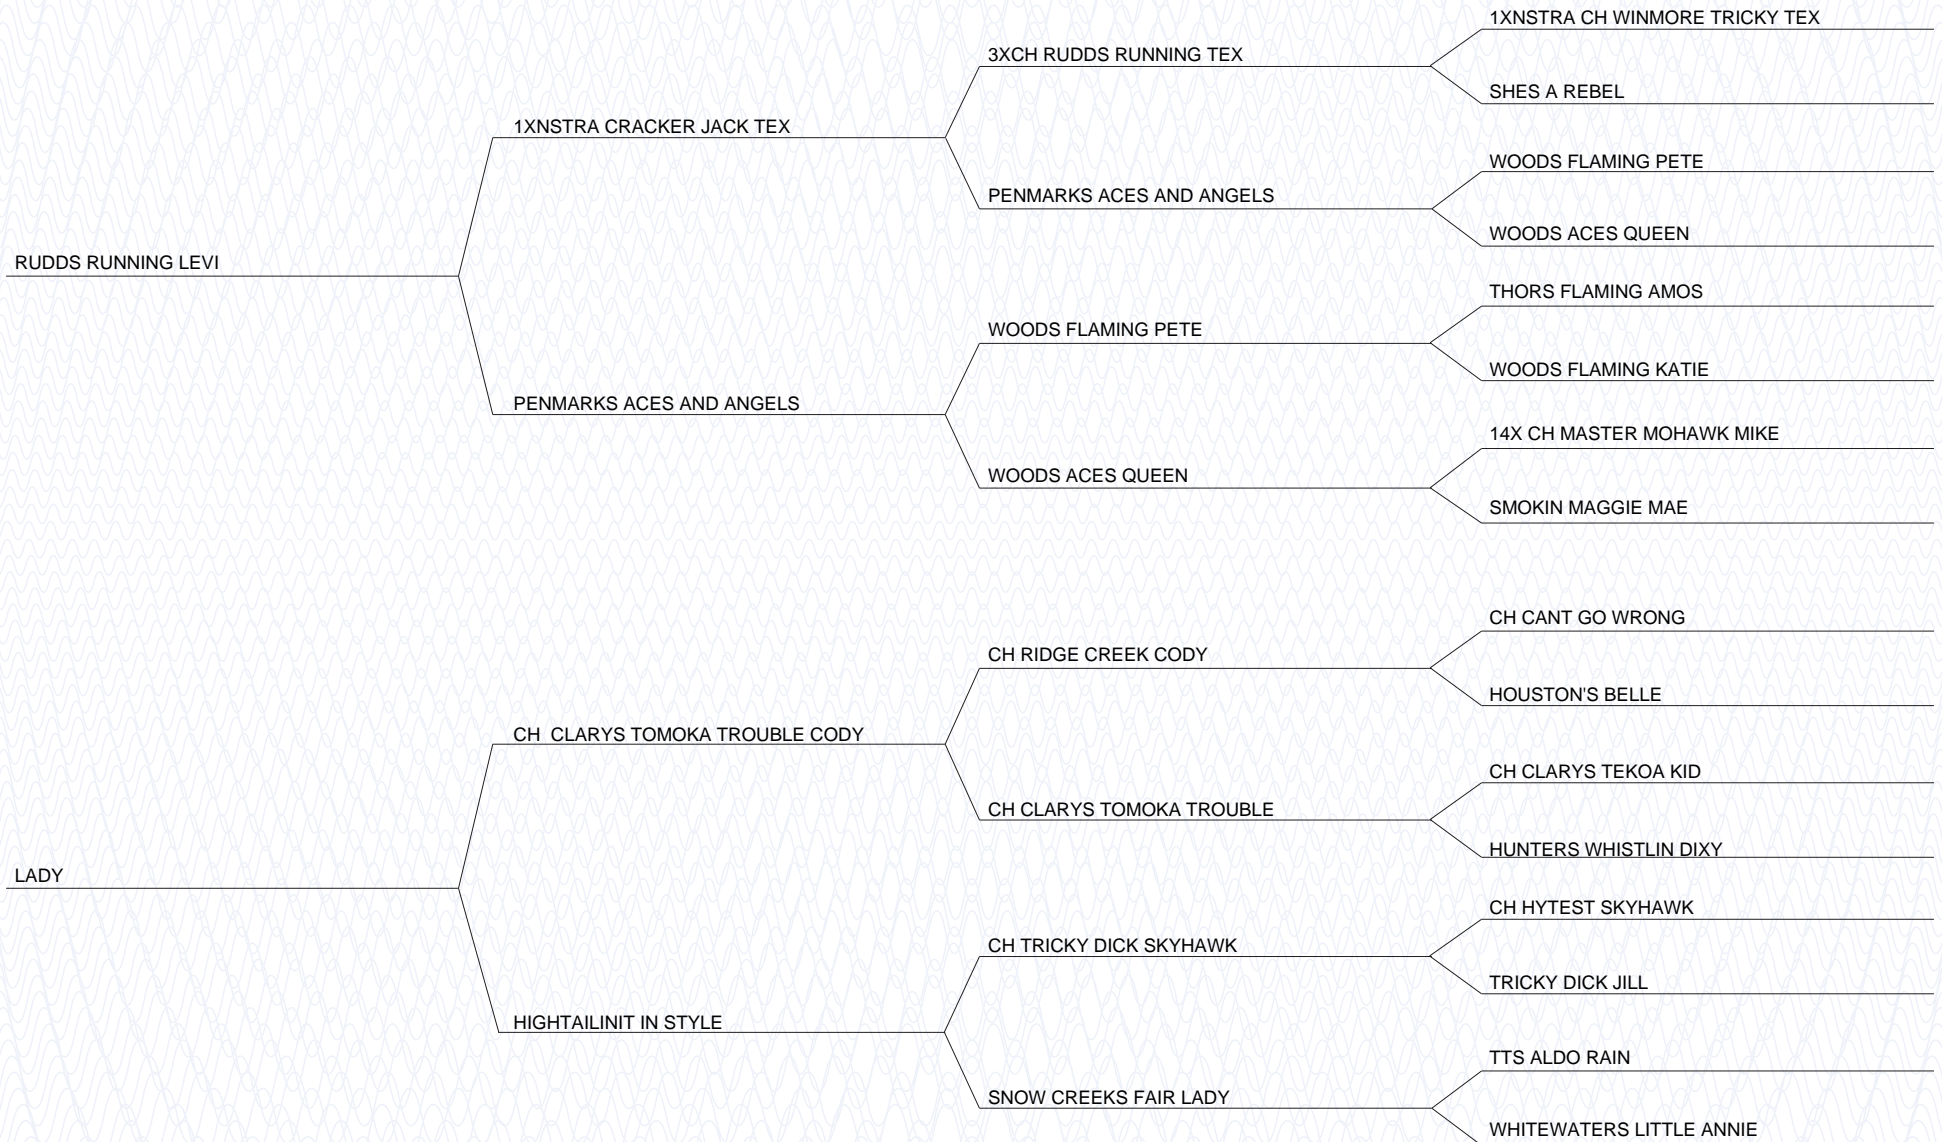 1XNSTRA CH WINMORE TRICKY TEX
3XCH RUDDS RUNNING TEX
SHES A REBEL
1XNSTRA CRACKER JACK TEX
WOODS FLAMING PETE
PENMARKS ACES AND ANGELS
WOODS ACES QUEEN
RUDDS RUNNING LEVI
THORS FLAMING AMOS
WOODS FLAMING PETE
WOODS FLAMING KATIE
PENMARKS ACES AND ANGELS
14X CH MASTER MOHAWK MIKE
WOODS ACES QUEEN
SMOKIN MAGGIE MAE
CH CANT GO WRONG
CH RIDGE CREEK CODY
HOUSTON'S BELLE
CH  CLARYS TOMOKA TROUBLE CODY
CH CLARYS TEKOA KID
CH CLARYS TOMOKA TROUBLE
HUNTERS WHISTLIN DIXY
LADY
CH HYTEST SKYHAWK
CH TRICKY DICK SKYHAWK
TRICKY DICK JILL
HIGHTAILINIT IN STYLE
TTS ALDO RAIN
SNOW CREEKS FAIR LADY
WHITEWATERS LITTLE ANNIE